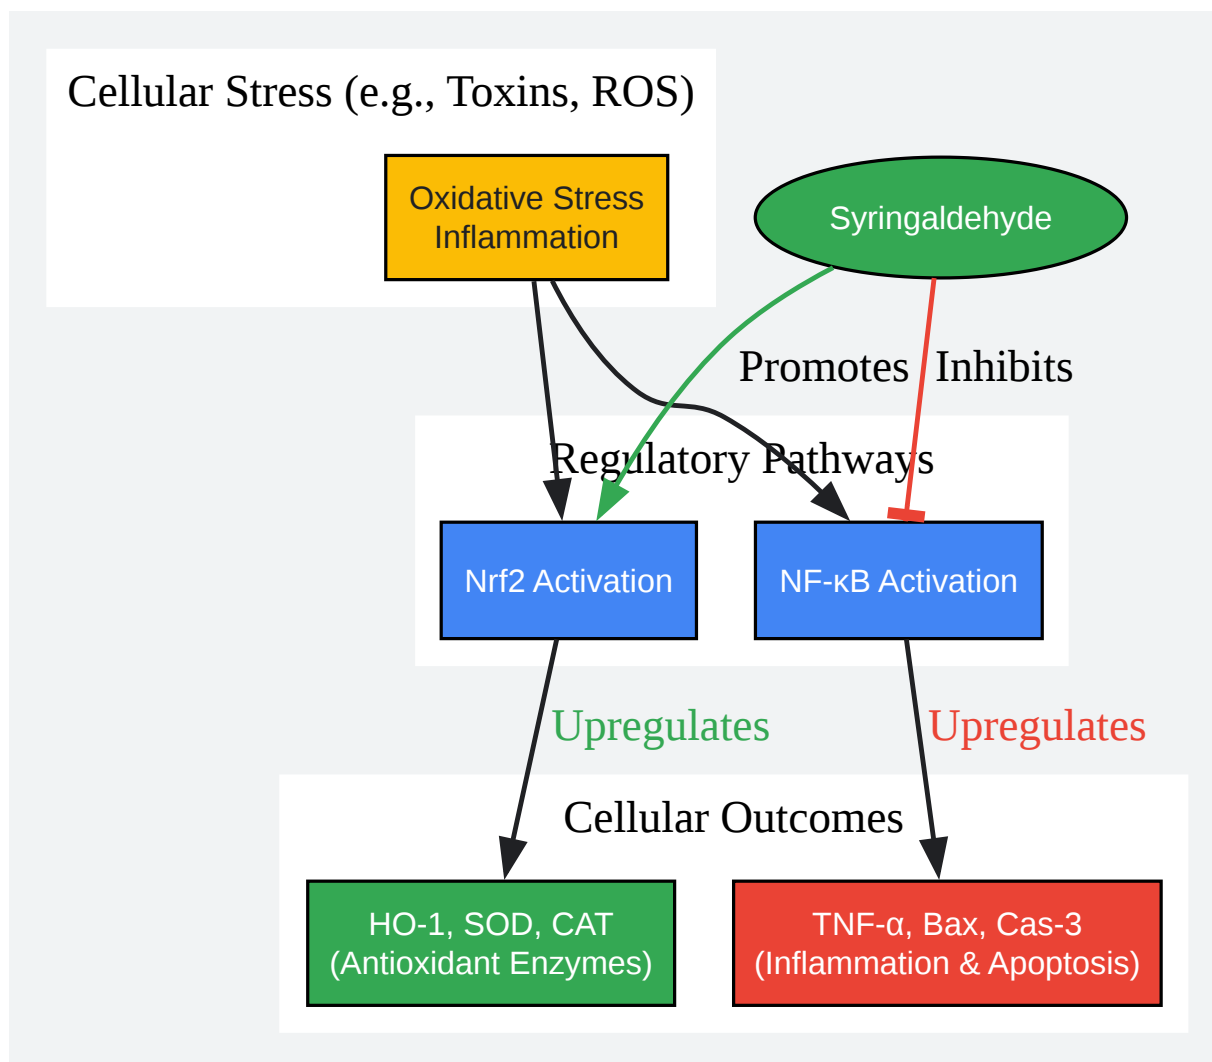 Cellular Stress (e.g., Toxins, ROS)
Oxidative Stress
Inflammation
Syringaldehyde
Promotes
Inhibits
Regulatory Pathways
Nrf2 Activation
NF-κB Activation
Upregulates
Upregulates
Cellular Outcomes
HO-1, SOD, CAT
(Antioxidant Enzymes)
TNF-α, Bax, Cas-3
(Inflammation & Apoptosis)